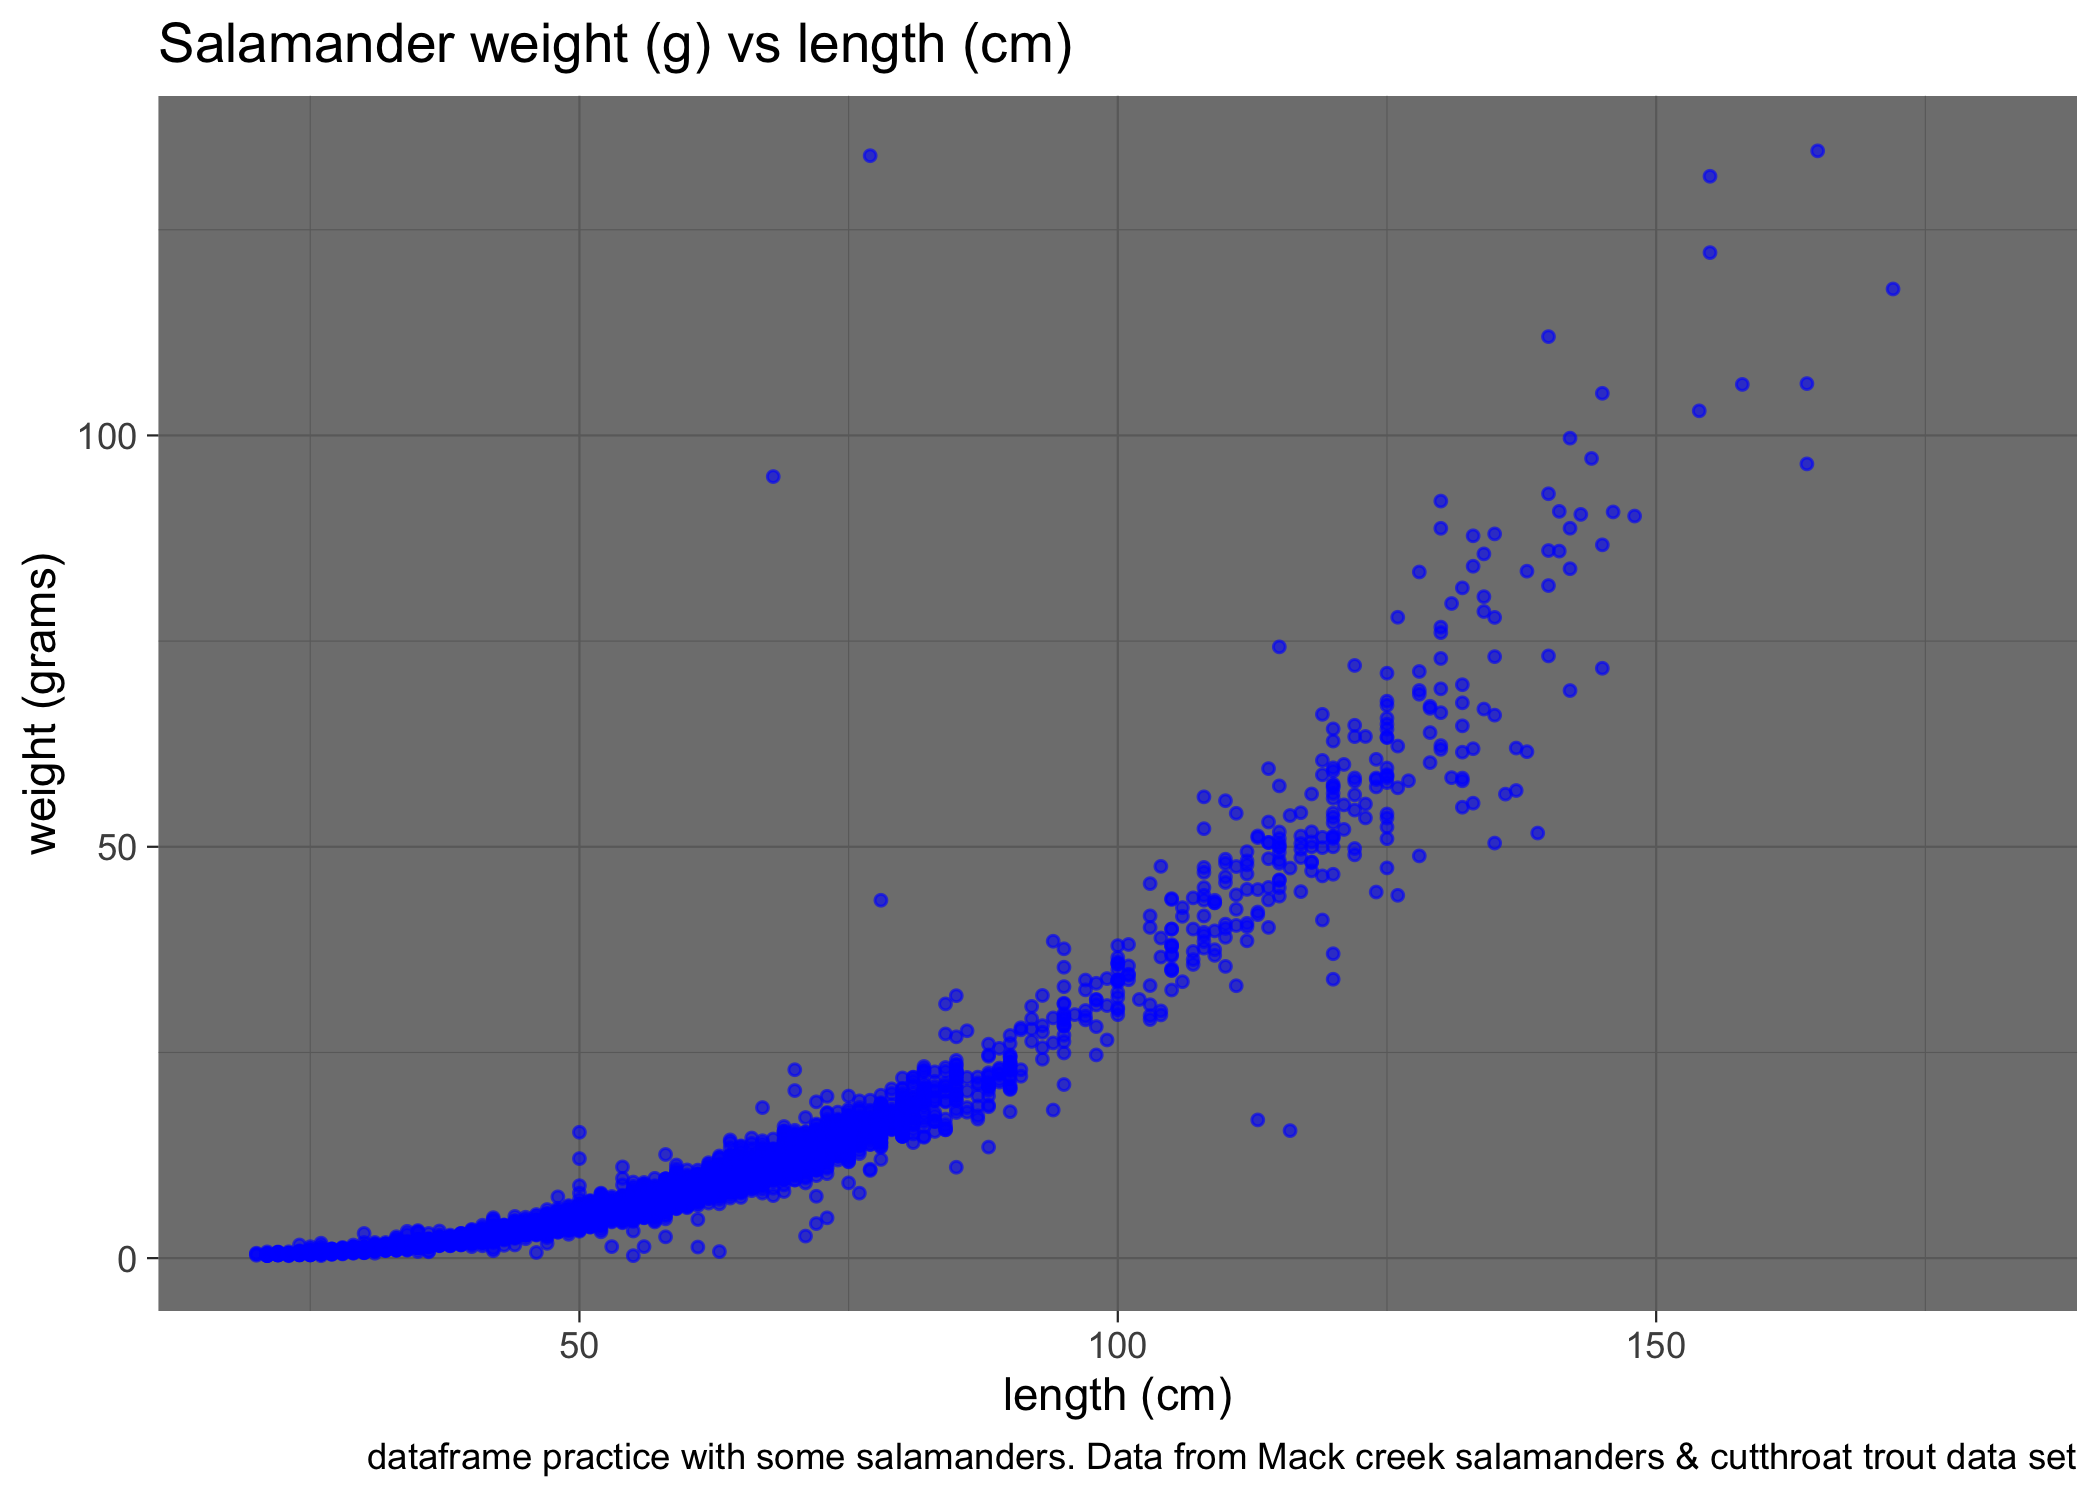 Salamander weight (g) vs length (cm)
weight (grams)
100
50
0
50
100
150
length (cm)
dataframe practice with some salamanders. Data from Mack creek salamanders & cutthroat trout data set